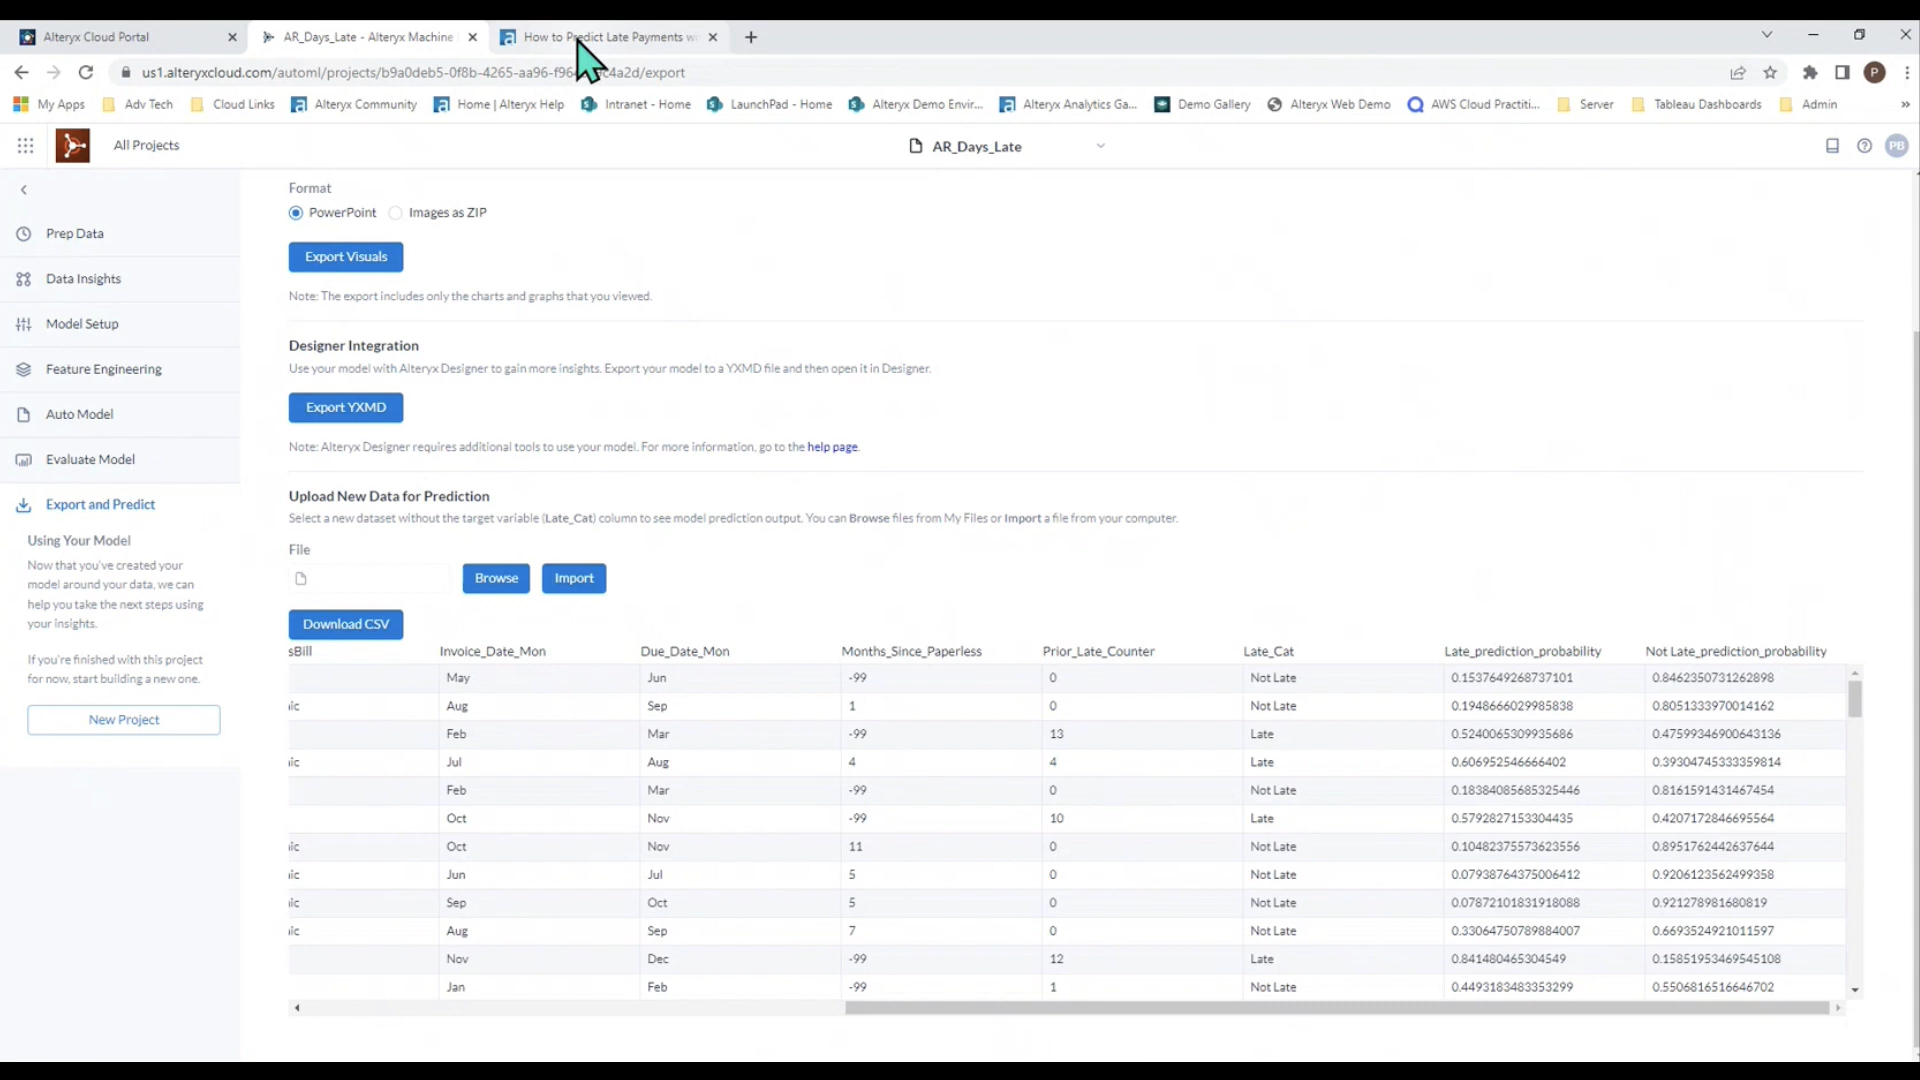 Alteryx Cloud Portal
AR_Days_Late - Alteryx Machine
How to Predict Late Payments w
us1.alteryxcloud.com/automl/projects/b9a0deb5-0f8b-4265-aa96-f96 c4a2d/export
P
My Apps Adv Tech Cloud Links Alteryx Community Home | Alteryx Help Intranet - Home LaunchPad - Home Alteryx Demo Envir... Alteryx Analytics Ga... Demo Gallery Alteryx Web Demo AWS Cloud Practiti... Server Tableau Dashboards Admin »
All Projects
AR_Days_Late
PB
Prep Data
Data Insights
Model Setup
Feature Engineering
Auto Model
Evaluate Model
Export and Predict
Using Your Model
Now that you've created your
model around your data, we can
help you take the next steps using
your insights.
If you're finished with this project
for now, start building a new one.
New Project
Format
PowerPoint Images as ZIP
Export Visuals
Note: The export includes only the charts and graphs that you viewed.
Designer Integration
Use your model with Alteryx Designer to gain more insights. Export your model to a YXMD file and then open it in Designer.
Export YXMD
Note: Alteryx Designer requires additional tools to use your model. For more information, go to the help page.
Upload New Data for Prediction
Select a new dataset without the target variable (Late_Cat) column to see model prediction output. You can Browse files from My Files or Import a file from your computer.
File
Browse Import
Download CSV
sBill Invoice_Date_Mon Due_Date_Mon Months_Since_Paperless Prior_Late_Counter Late_Cat Late_prediction_probability Not Late_prediction_probability
May Jun -99 0 Not Late 0.1537649268737101 0.8462350731262898
ic Aug Sep 1 0 Not Late 0.1948666029985838 0.8051333970014162
Feb Mar -99 13 Late 0.5240065309935686 0.47599346900643136
ic Jul Aug 4 4 Late 0.606952546666402 0.39304745333359814
Feb Mar -99 0 Not Late 0.18384085685325446 0.8161591431467454
Oct Nov -99 10 Late 0.5792827153304435 0.4207172846695564
ic Oct Nov 11 0 Not Late 0.10482375573623556 0.8951762442637644
ic Jun Jul 5 0 Not Late 0.07938764375006412 0.9206123562499358
ic Sep Oct 5 0 Not Late 0.07872101831918088 0.921278981680819
ic Aug Sep 7 0 Not Late 0.33064750789884007 0.6693524921011597
Nov Dec -99 12 Late 0.841480465304549 0.15851953469545108
Jan Feb -99 1 Not Late 0.4493183483353299 0.5506816516646702